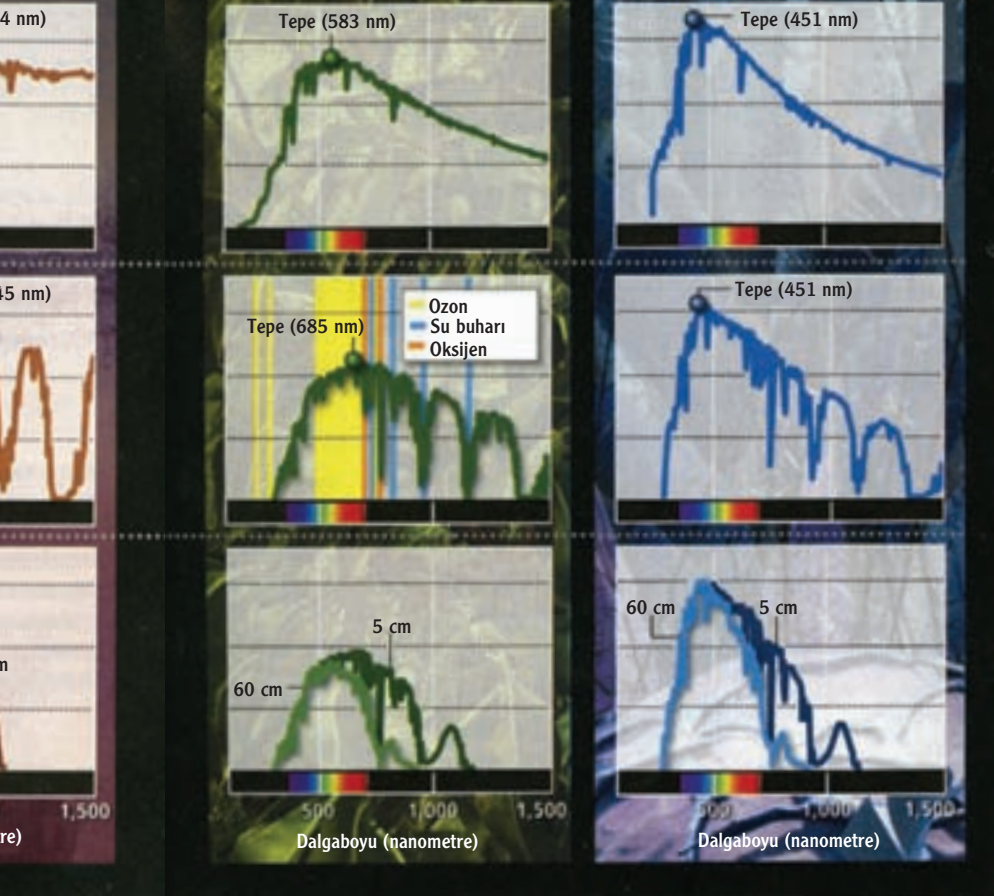 4 nm)
Tepe (583 nm)
Tepe (451 nm)
45 nm)
Tepe (685 nm)
Ozon
Su buharı
Oksijen
Tepe (451 nm)
m
60 cm
5 cm
60 cm
5 cm
1,500
500
1,000
1,500
500
1,000
1,500
re)
Dalgaboyu (nanometre)
Dalgaboyu (nanometre)